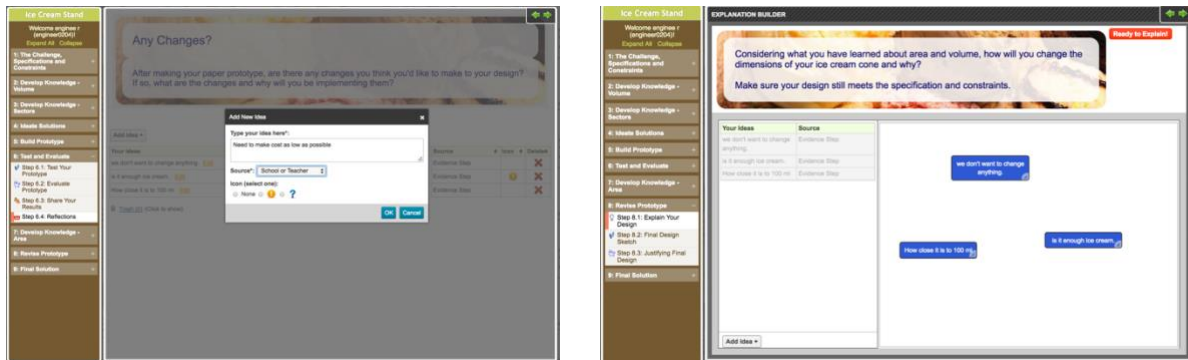 Ice Cream Stand
Welcome enginee r
(engineer0204)!
Expand All Collapse
1: The Challenge,
Specifications and
Constraints
2: Develop Knowledge -
Volume
3: Develop Knowledge -
Sectors
4: Ideate Solutions
5: Build Prototype
6: Test and Evaluate
Step 6.1: Test Your
Prototype
Step 6.2: Evaluate
Prototype
Step 6.3: Share Your
Results
Step 6.4: Reflections
7: Develop Knowledge -
Area
8: Revise Prototype
9: Final Solution
Any Changes?
After making your paper prototype, are there any changes you think you'd like to make to your design?
If so, what are the changes and why will you be implementing them?
Add Idea +
Your Ideas Source Icon Delete
we don't want to change anything. Edit Evidence Step
is it enough ice cream. Edit Evidence Step
How close it is to 100 ml Edit Evidence Step
(Click to show)
Add New Idea
Type your idea here*:
Need to make cost as low as possible
Source*: School or Teacher
Icon (select one):
None
?
OK Cancel
Ice Cream Stand
Welcome enginee r
(engineer0204)!
Expand All Collapse
1: The Challenge,
Specifications and
Constraints
2: Develop Knowledge -
Volume
3: Develop Knowledge -
Sectors
4: Ideate Solutions
5: Build Prototype
6: Test and Evaluate
7: Develop Knowledge -
Area
8: Revise Prototype
Step 8.1: Explain Your
Design
Step 8.2: Final Design
Sketch
Step 8.3: Justifying Final
Design
9: Final Solution
EXPLANATION BUILDER
Ready to Explain!
Considering what you have learned about area and volume, how will you change the
dimensions of your ice cream cone and why?
Make sure your design still meets the specification and constraints.
Your Ideas Source
we don't want to change Evidence Step
anything.
is it enough ice cream. Evidence Step
How close it is to 100 ml. Evidence Step
Add Idea +
we don't want to change
anything.
is it enough ice cream.
How close it is to 100 ml.